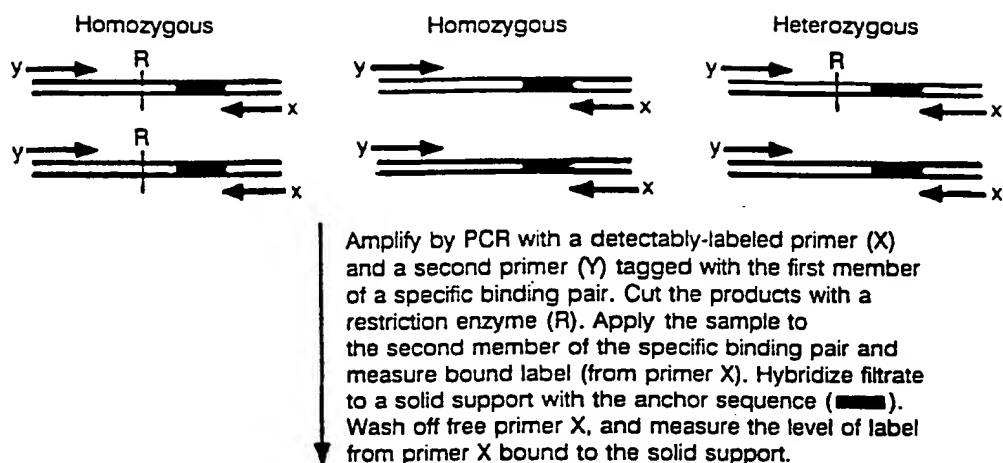 Homozygous Homozygous Heterozygous
R R
y y y
x x x
R
y y y
x x x
Amplify by PCR with a detectably-labeled primer (X)
and a second primer (Y) tagged with the first member
of a specific binding pair. Cut the products with a
restriction enzyme (R). Apply the sample to
the second member of the specific binding pair and
measure bound label (from primer X). Hybridize filtrate
to a solid support with the anchor sequence ( ).
Wash off free primer X, and measure the level of label
from primer X bound to the solid support.